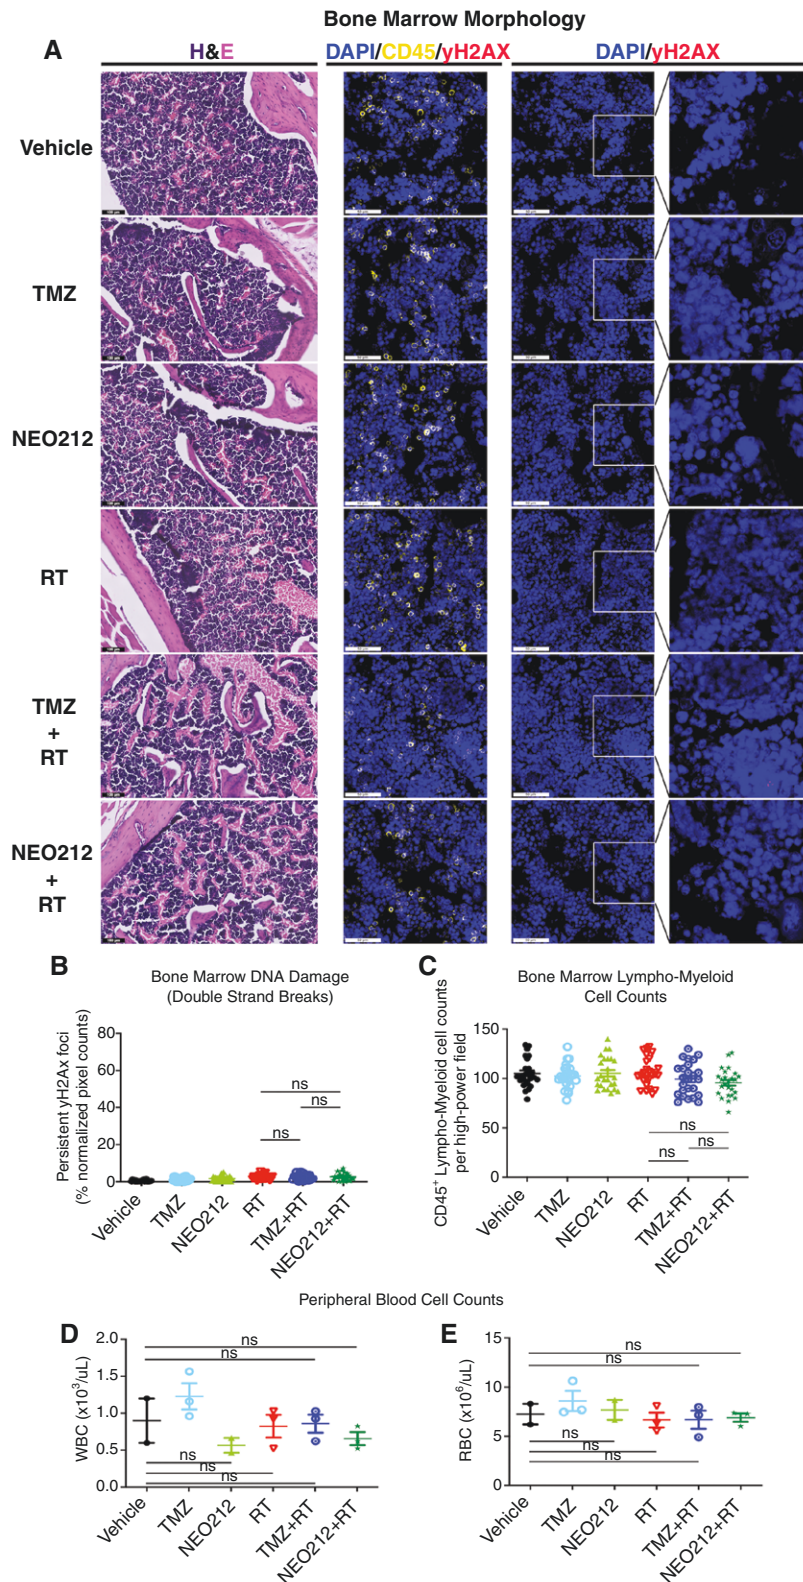 Bone Marrow Morphology
A
H&E
DAPI/CD45/yH2AX
DAPI/yH2AX
Vehicle
TMZ
NEO212
RT
TMZ
+
RT
NEO212
+
RT
B
Bone Marrow DNA Damage
(Double Strand Breaks)
Persistent yH2Ax foci
(% normalized pixel counts)
80
60
40
20
0
ns
ns
ns
Vehicle
TMZ
NEO212
RT
TMZ+RT
NEO212+RT
C
Bone Marrow Lympho-Myeloid
Cell Counts
CD45+ Lympho-Myeloid cell counts
per high-power field
150
100
50
0
ns
ns
ns
Vehicle
TMZ
NEO212
RT
TMZ+RT
NEO212+RT
Peripheral Blood Cell Counts
D
WBC (x10³/uL)
2.0
1.5
1.0
0.5
0.0
ns
ns
ns
ns
ns
Vehicle
TMZ
NEO212
RT
TMZ+RT
NEO212+RT
E
RBC (x10⁶/uL)
15
10
5
0
ns
ns
ns
ns
ns
Vehicle
TMZ
NEO212
RT
TMZ+RT
NEO212+RT